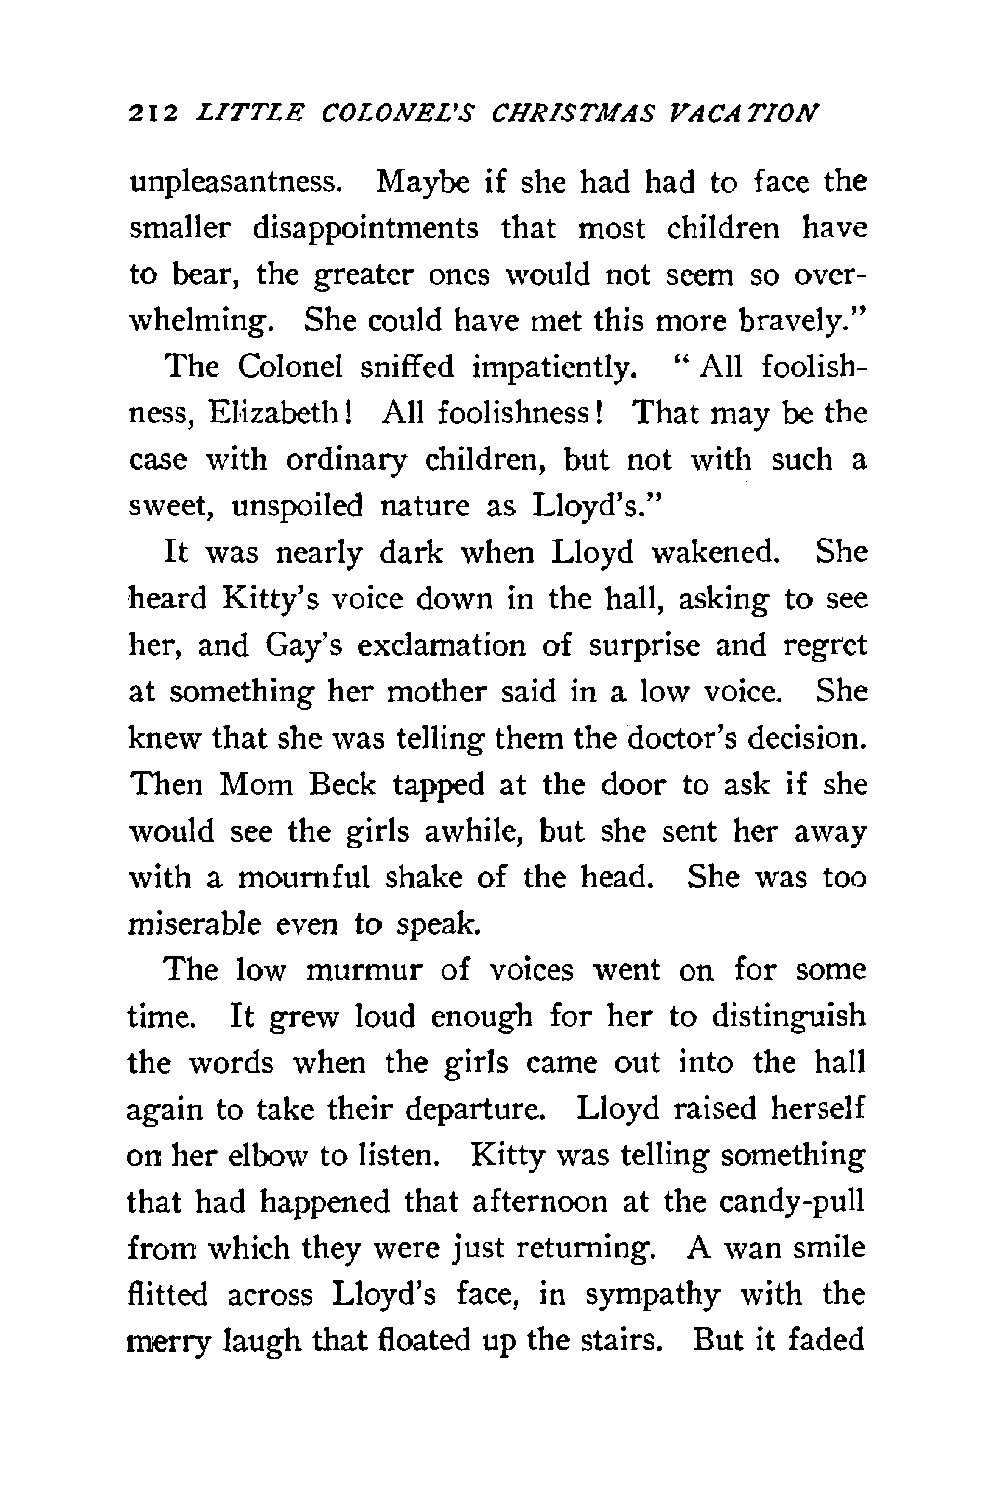 212 LITTLE COLONEL'S CHRISTMAS VACATION
unpleasantness. Maybe if she had had to face the
smaller disappointments that most children have
to bear, the greater ones would not seem so over-
whelming. She could have met this more bravely."
The Colonel sniffed impatiently. " All foolish-
ness, Elizabeth! All foolishness! That may be the
case with ordinary children, but not with such a
sweet, unspoiled nature as Lloyd's."
It was nearly dark when Lloyd wakened. She
heard Kitty's voice down in the hall, asking to see
her, and Gay's exclamation of surprise and regret
at something her mother said in a low voice. She
knew that she was telling them the doctor's decision.
Then Mom Beck tapped at the door to ask if she
would see the girls awhile, but she sent her away
with a mournful shake of the head. She was too
miserable even to speak.
The low murmur of voices went on for some
time. It grew loud enough for her to distinguish
the words when the girls came out into the hall
again to take their departure. Lloyd raised herself
on her elbow to listen. Kitty was telling something
that had happened that afternoon at the candy-pull
from which they were just returning. A wan smile
flitted across Lloyd's face, in sympathy with the
merry laugh that floated up the stairs. But it faded